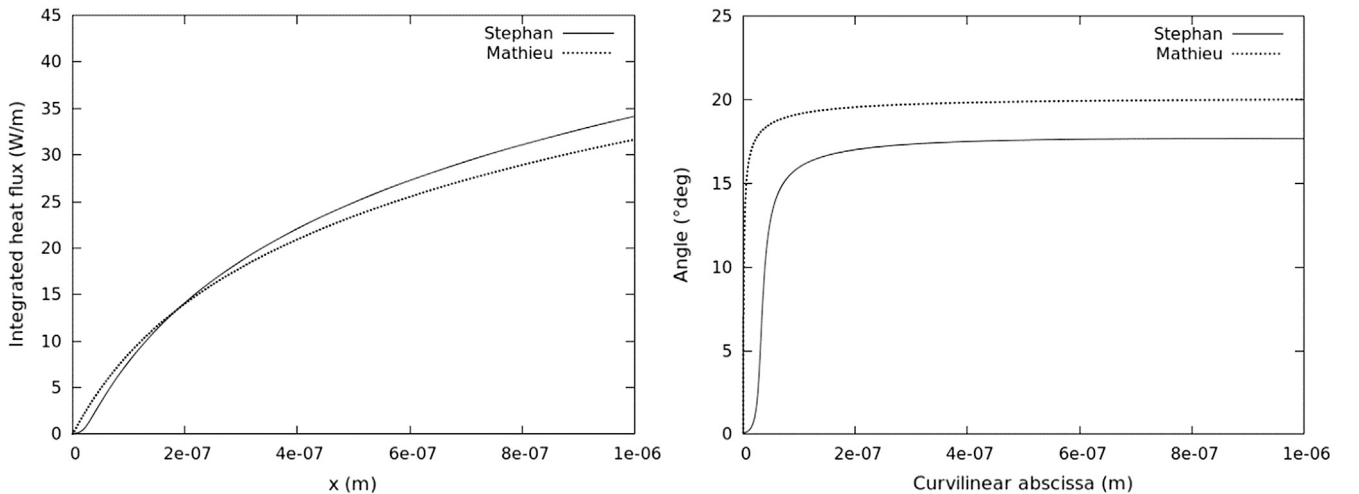 Integrated heat flux (W/m)
45
40
35
30
25
20
15
10
5
0
Stephan
Mathieu
0 2e-07 4e-07 6e-07 8e-07 1e-06
x (m)
Angle (°deg)
25
20
15
10
5
0
Stephan
Mathieu
0 2e-07 4e-07 6e-07 8e-07 1e-06
Curvilinear abscissa (m)